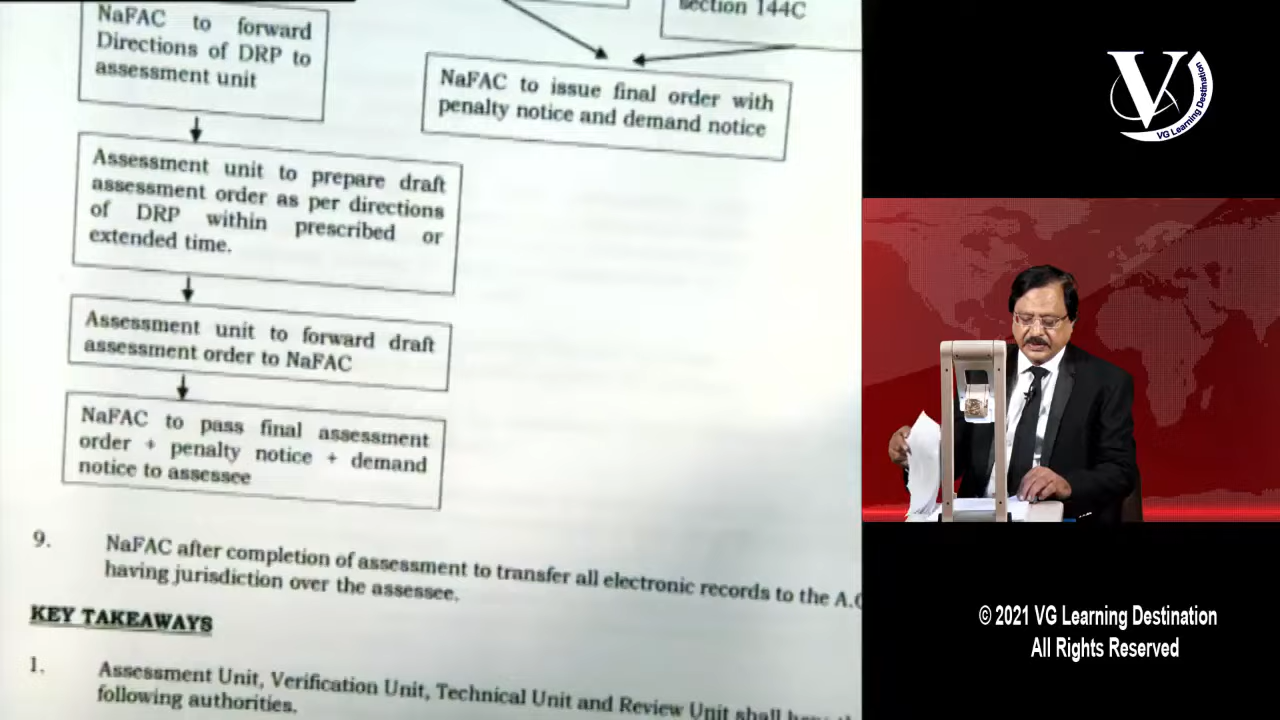 section 144C
NaFAC to forward
Directions of DRP to
assessment unit
NaFAC to issue final order with
penalty notice and demand notice
Assessment unit to prepare draft
assessment order as per directions
of DRP within prescribed or
extended time.
Assessment unit to forward draft
assessment order to NaFAC
NaFAC to pass final assessment
order + penalty notice + demand
notice to assessee
9. NaFAC after completion of assessment to transfer all electronic records to the A.
having jurisdiction over the assessee.
KEY TAKEAWAYS
1. Assessment Unit, Verification Unit, Technical Unit and Review Unit shall
following authorities.
V
VG Learning Destination
© 2021 VG Learning Destination
All Rights Reserved